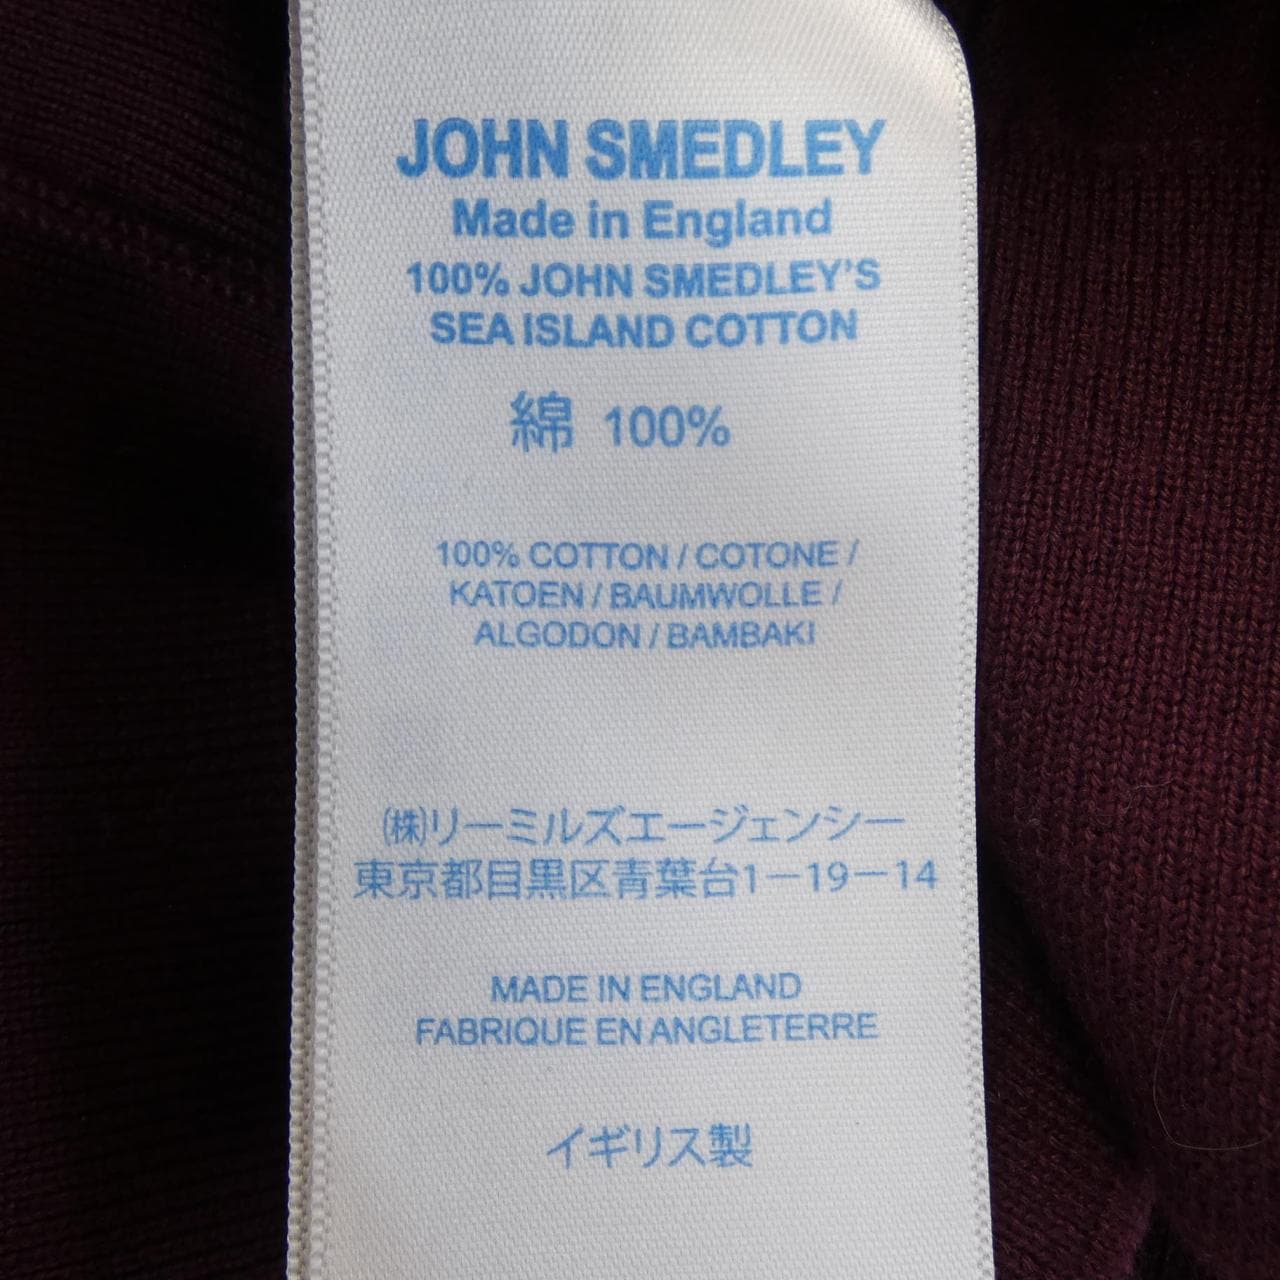 JOHN SMEDLEY
Made in England
100% JOHN SMEDLEY'S
SEA ISLAND COTTON
綿 100%
100% COTTON / COTONE /
KATOEN / BAUMWOLLE /
ALGODON / BAMBAKI
㈱リーミルズエージェンシー
東京都目黒区青葉台1－19－14
MADE IN ENGLAND
FABRIQUE EN ANGLETERRE
イギリス製